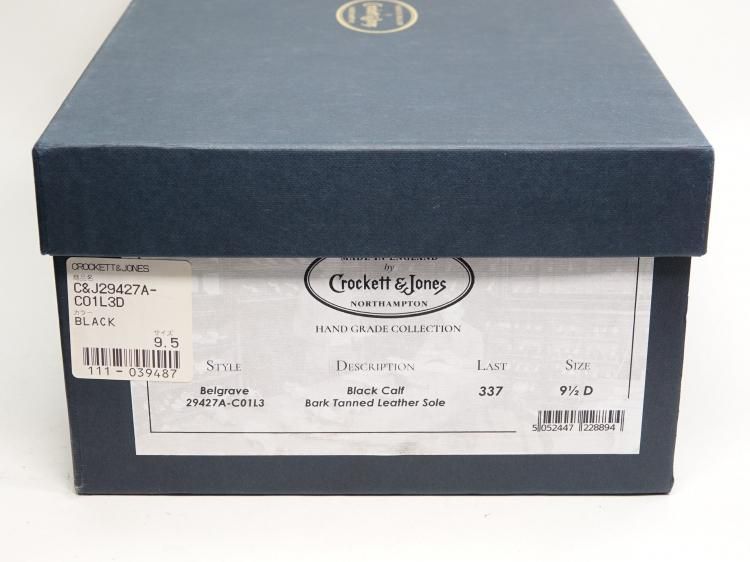 CROCKETT&JONES
商品名
C&J29427A-
C01L3D
カラー
BLACK
サイズ
9.5
111-039487
MADE IN ENGLAND
by
Crockett & Jones
NORTHAMPTON
HAND GRADE COLLECTION
STYLE DESCRIPTION LAST SIZE
Belgrave Black Calf 337 9½ D
29427A-C01L3 Bark Tanned Leather Sole
5 052447 228894